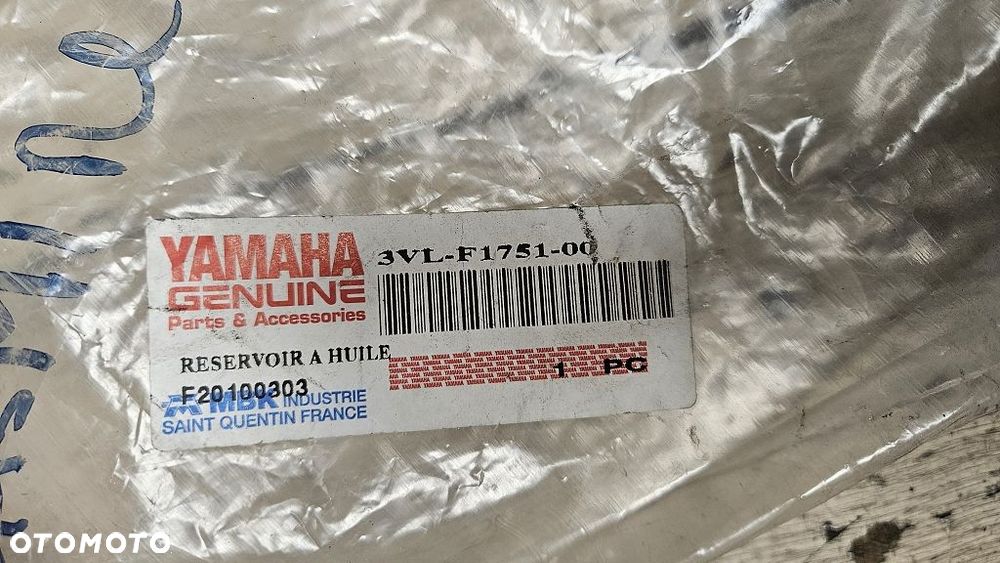 YAMAHA
GENUINE
Parts & Accessories
3VL-F1751-00
RESERVOIR A HUILE
1 PC
F20100303
MBK INDUSTRIE
SAINT QUENTIN FRANCE
OTOMOTO